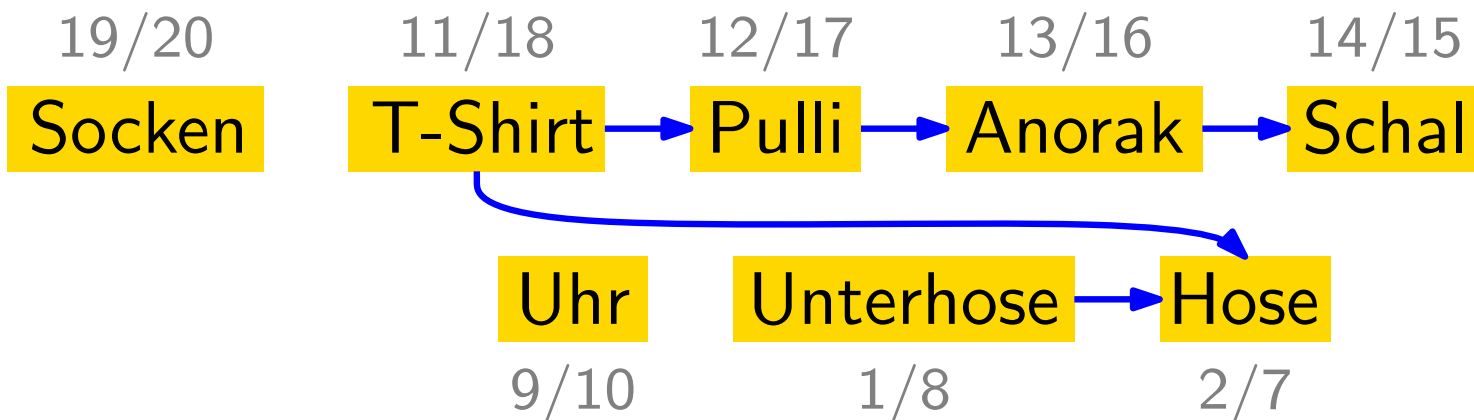 19/20 11/18 12/17 13/16 14/15
Socken T-Shirt Pulli Anorak Schal
Uhr Unterhose Hose
9/10 1/8 2/7